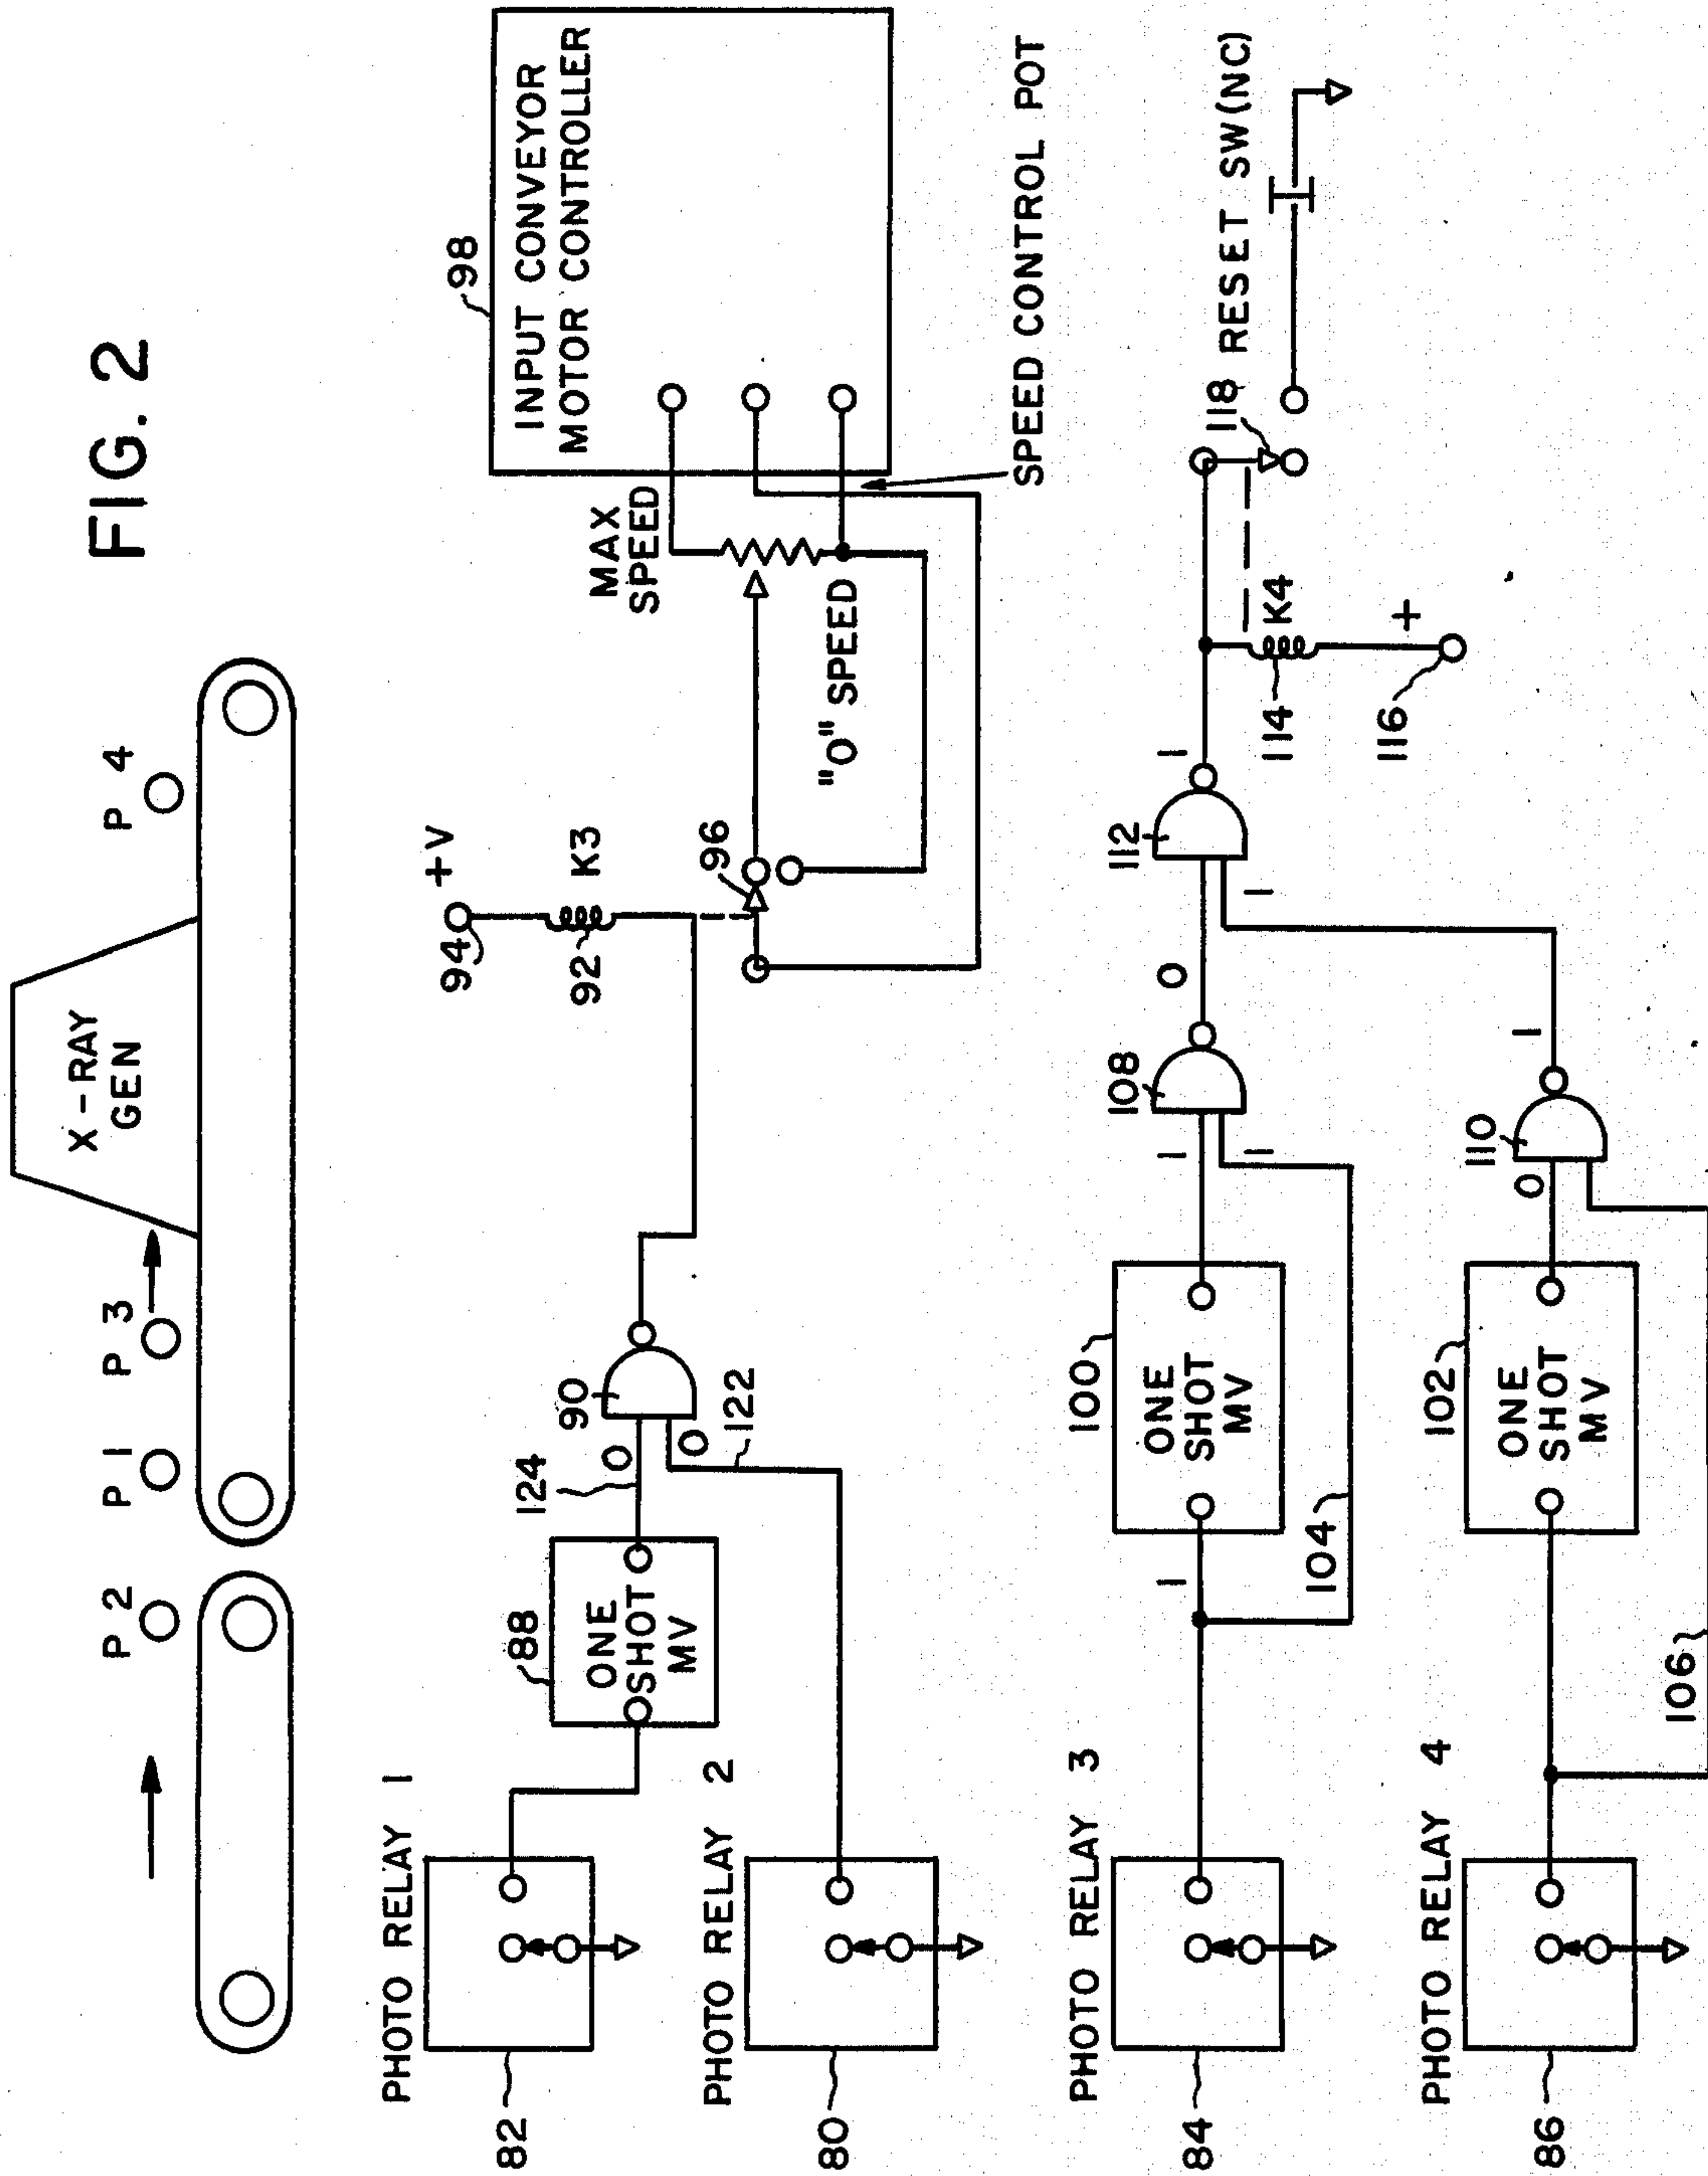 FIG. 2
P 2
P 1
P 3
X-RAY
GEN
P 4
PHOTO RELAY 1
82
88
ONE
SHOT
MV
124
0
0
122
90
94
+V
92
K3
96
MAX
SPEED
"0" SPEED
98
INPUT CONVEYOR
MOTOR CONTROLLER
SPEED CONTROL POT
PHOTO RELAY 2
80
PHOTO RELAY 3
84
1
104
100
ONE
SHOT
MV
1
1
108
0
1
112
1
114
K4
116
+
118
RESET SW(NC)
PHOTO RELAY 4
86
106
102
ONE
SHOT
MV
0
110
1